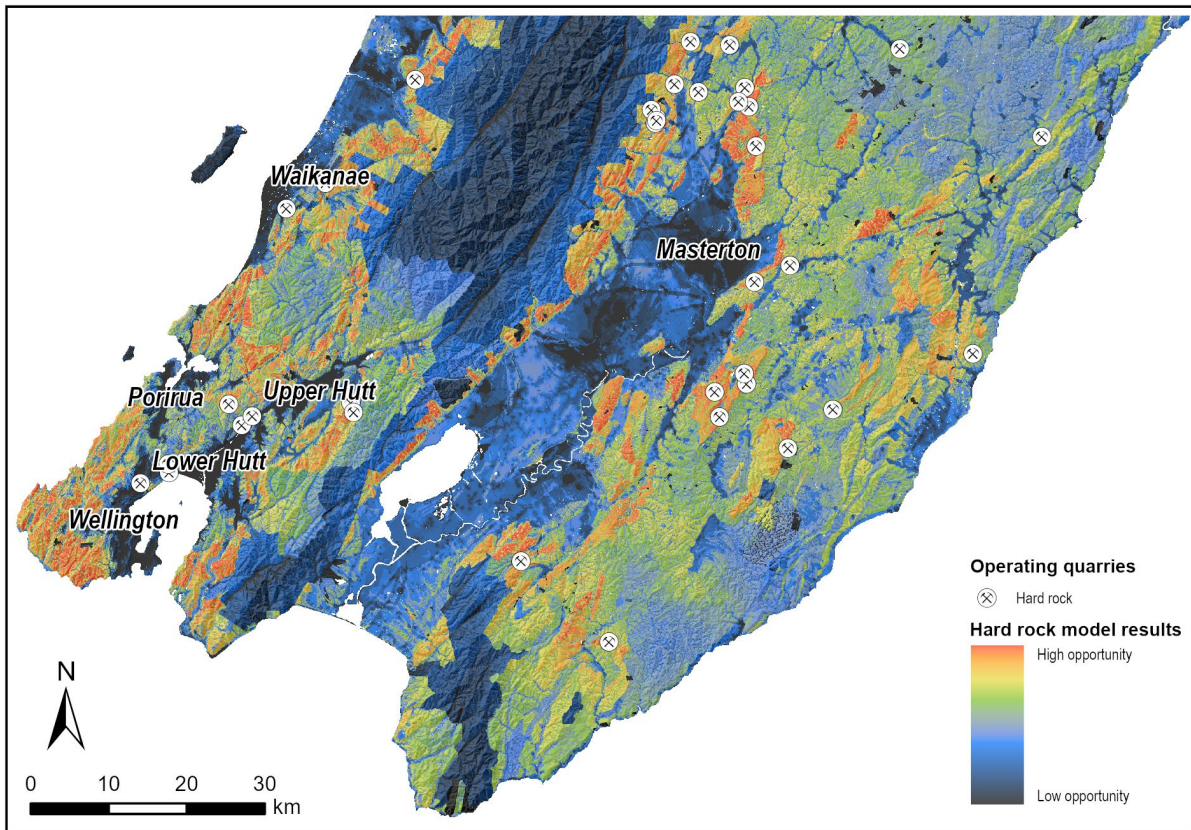 Waikanae
Masterton
Porirua
Upper Hutt
Lower Hutt
Wellington
Operating quarries
Hard rock
Hard rock model results
High opportunity
Low opportunity
N
0 10 20 30
km